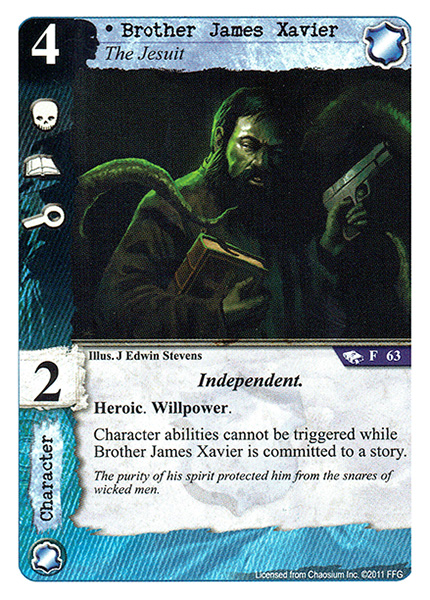 4
• Brother James Xavier
The Jesuit
Illus. J Edwin Stevens
F 63
2
Independent.
Heroic. Willpower.
Character abilities cannot be triggered while
Brother James Xavier is committed to a story.
The purity of his spirit protected him from the snares of
wicked men.
Character
Licensed from Chaosium Inc. ©2011 FFG